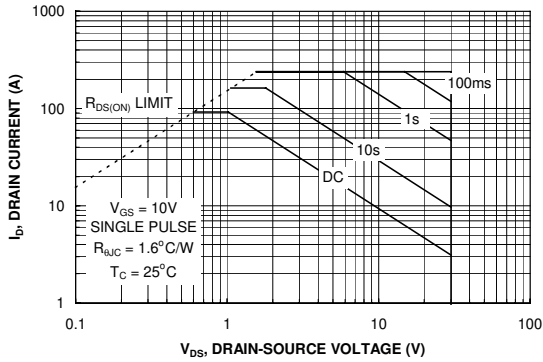 1000
100
10
1
I_D, DRAIN CURRENT (A)
R_DS(ON) LIMIT
100ms
1s
10s
DC
V_GS = 10V
SINGLE PULSE
R_θJC = 1.6°C/W
T_C = 25°C
0.1
1
10
100
V_DS, DRAIN-SOURCE VOLTAGE (V)